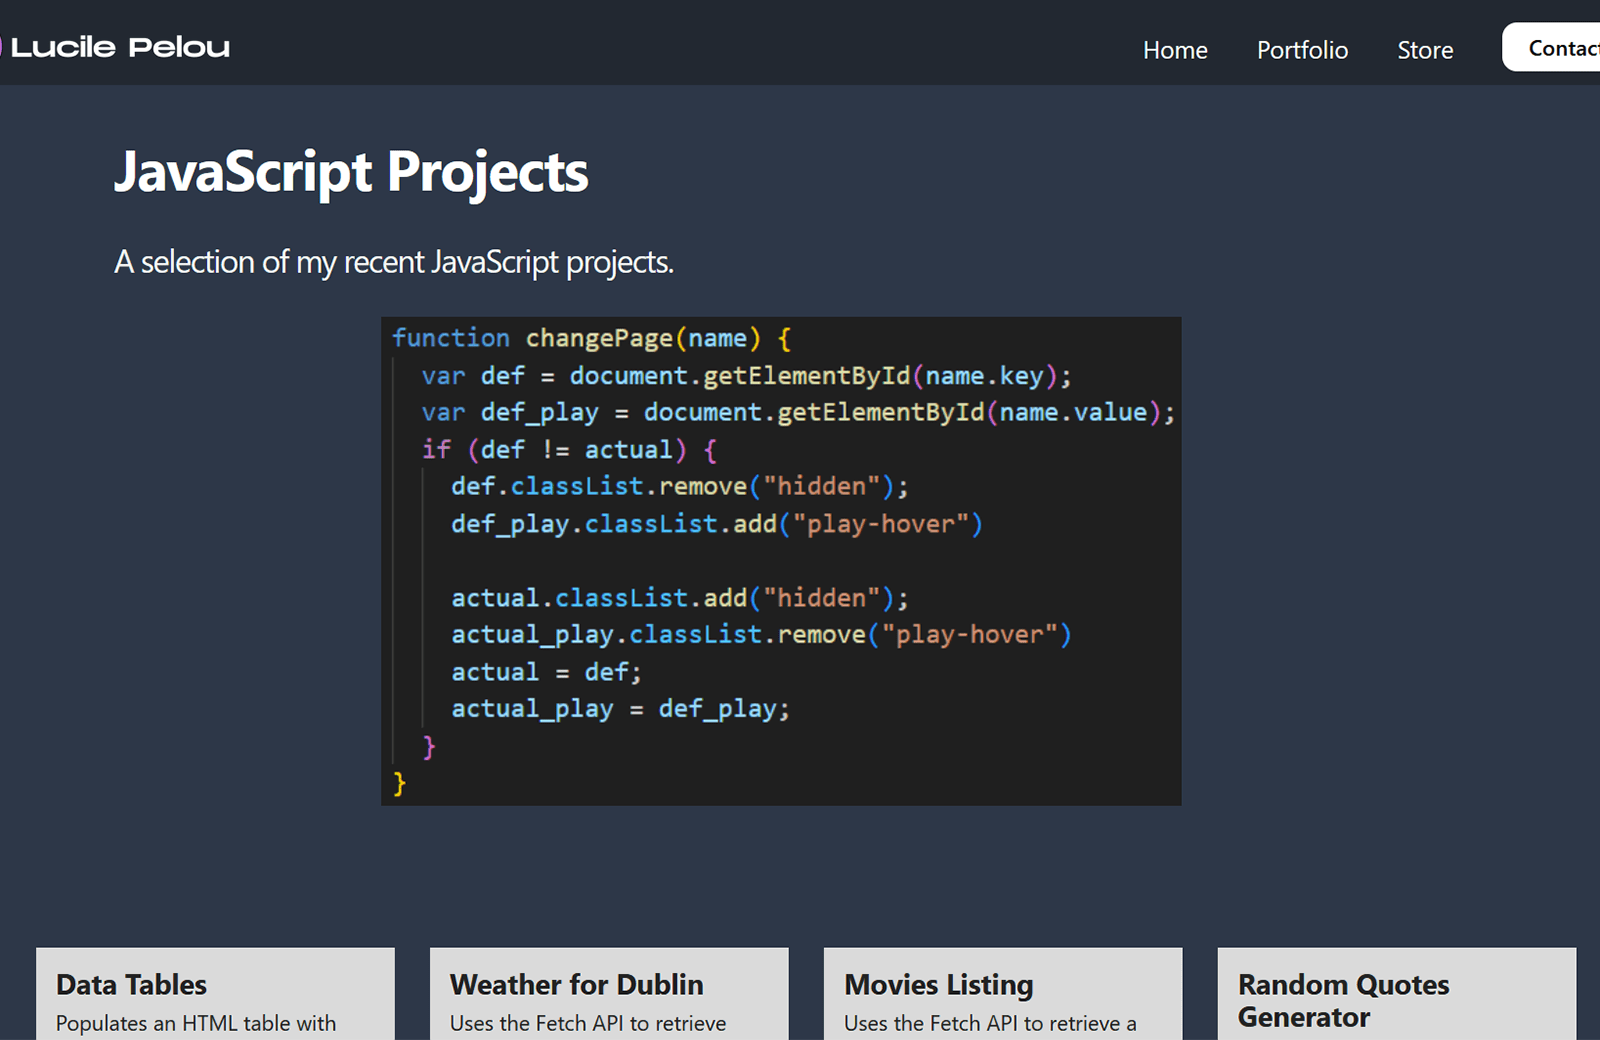 Lucile Pelou
Home Portfolio Store Contact
JavaScript Projects
A selection of my recent JavaScript projects.
function changePage(name) {
var def = document.getElementById(name.key);
var def_play = document.getElementById(name.value);
if (def != actual) {
def.classList.remove("hidden");
def_play.classList.add("play-hover")
actual.classList.add("hidden");
actual_play.classList.remove("play-hover")
actual = def;
actual_play = def_play;
}
}
Data Tables
Populates an HTML table with
Weather for Dublin
Uses the Fetch API to retrieve
Movies Listing
Uses the Fetch API to retrieve a
Random Quotes
Generator